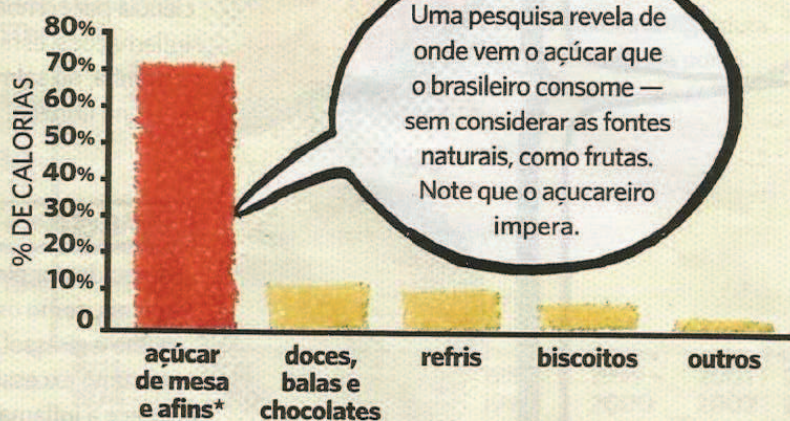 Uma pesquisa revela de
onde vem o açúcar que
o brasileiro consome —
sem considerar as fontes
naturais, como frutas.
Note que o açucareiro
impera.
% DE CALORIAS
80%
70%
60%
50%
40%
30%
20%
10%
0
açúcar
de mesa
e afins*
doces,
balas e
chocolates
refris
biscoitos
outros